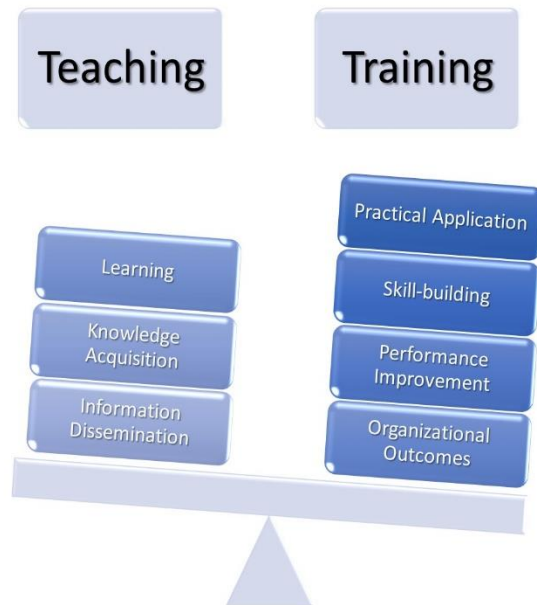 Teaching
Training
Learning
Knowledge
Acquisition
Information
Dissemination
Practical Application
Skill-building
Performance
Improvement
Organizational
Outcomes